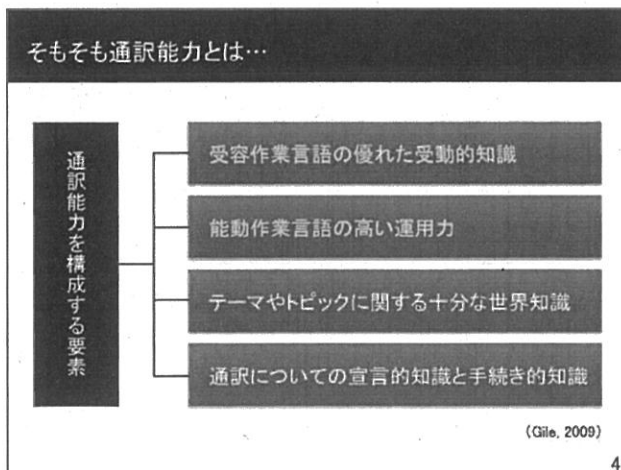 そもそも通訳能力とは…
通訳能力を構成する要素
受容作業言語の優れた受動的知識
能動作業言語の高い運用力
テーマやトピックに関する十分な世界知識
通訳についての宣言的知識と手続き的知識
(Gile, 2009)
4